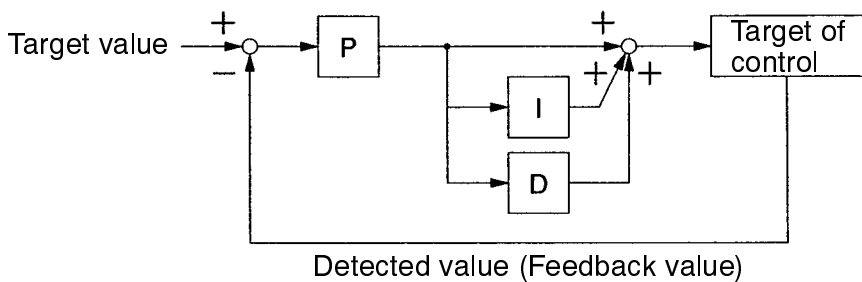 +
Target value
−
P
+
+ +
I
D
Target of
control
Detected value (Feedback value)